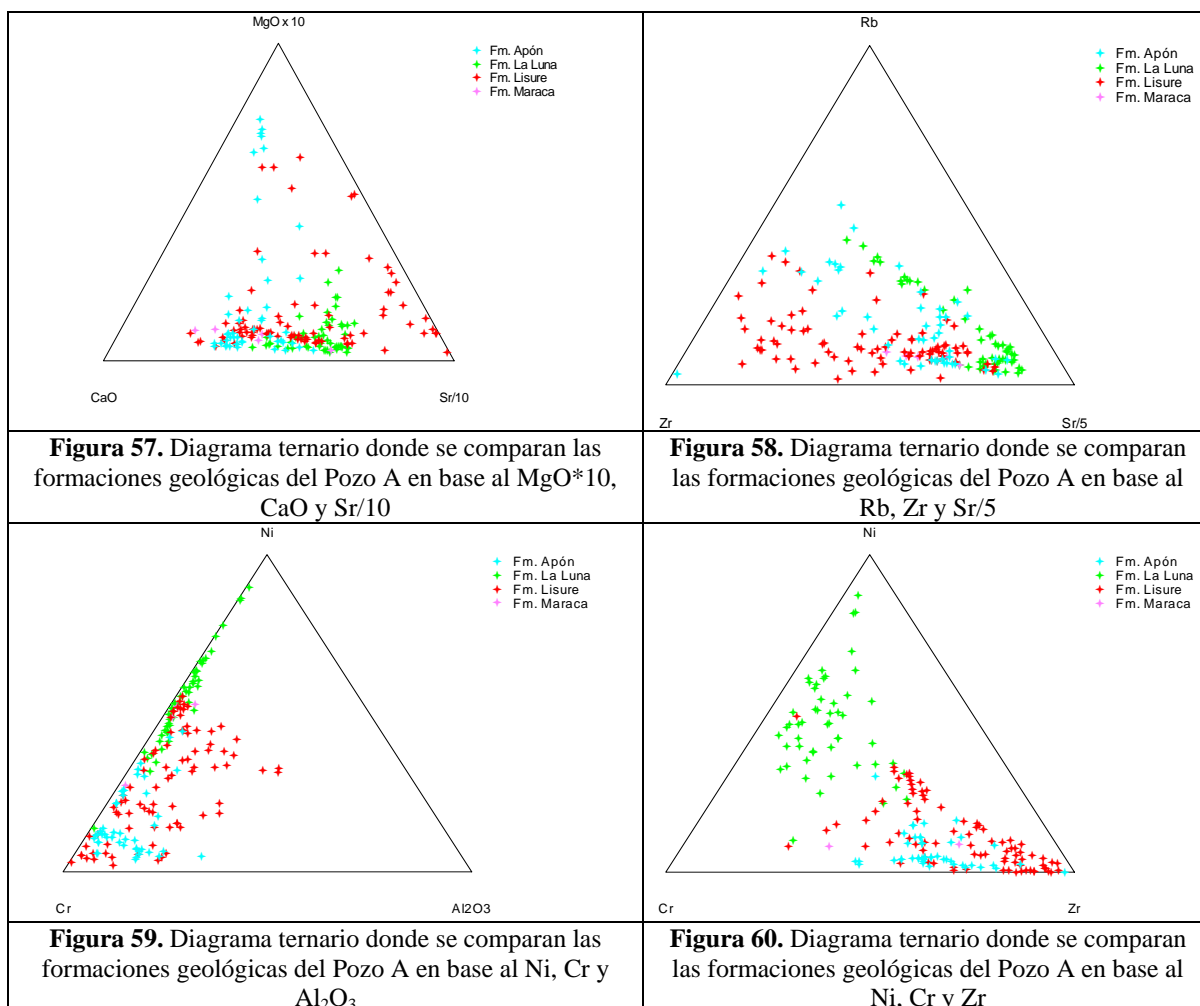 MgO x 10
Fm. Apón
Fm. La Luna
Fm. Lisure
Fm. Maraca
CaO
Sr/10
Figura 57. Diagrama ternario donde se comparan las
formaciones geológicas del Pozo A en base al MgO*10,
CaO y Sr/10
Rb
Fm. Apón
Fm. La Luna
Fm. Lisure
Fm. Maraca
Zr
Sr/5
Figura 58. Diagrama ternario donde se comparan
las formaciones geológicas del Pozo A en base al
Rb, Zr y Sr/5
Ni
Fm. Apón
Fm. La Luna
Fm. Lisure
Fm. Maraca
Cr
Al2O3
Figura 59. Diagrama ternario donde se comparan las
formaciones geológicas del Pozo A en base al Ni, Cr y
Al₂O₃
Ni
Fm. Apón
Fm. La Luna
Fm. Lisure
Fm. Maraca
Cr
Zr
Figura 60. Diagrama ternario donde se comparan
las formaciones geológicas del Pozo A en base al
Ni, Cr y Zr